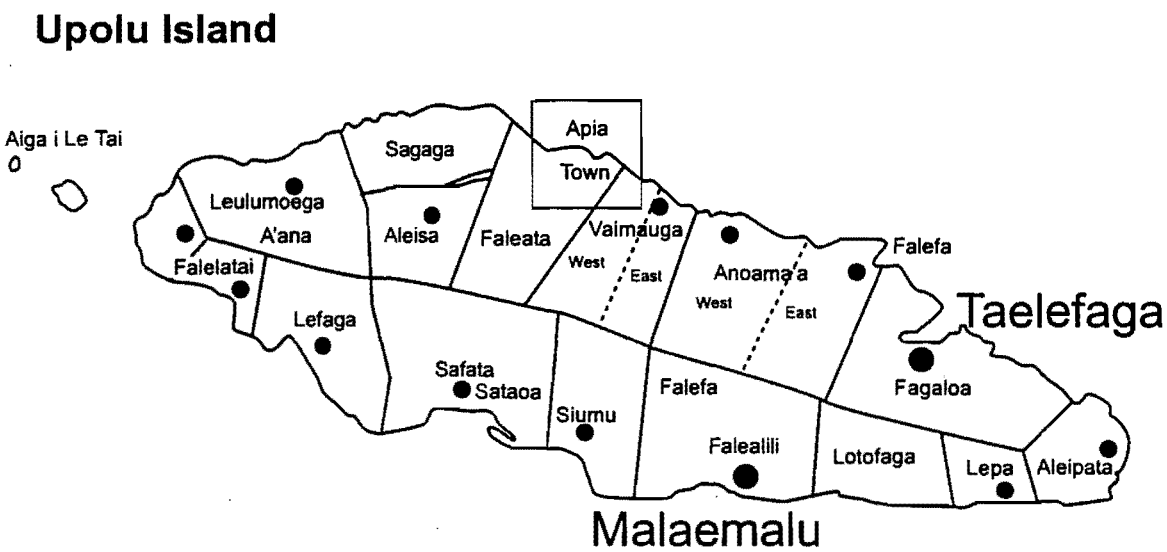 Upolu Island
Aiga i Le Tai
Apia
Town
Sagaga
Leulumoega
A'ana
Aleisa
Faleata
Vaimauga
West
East
Anoama'a
West
East
Falefa
Taelefaga
Falelatai
Lefaga
Safata
Sataoa
Siumu
Falefa
Falealili
Fagaloa
Lotofaga
Lepa
Aleipata
Malaemalu